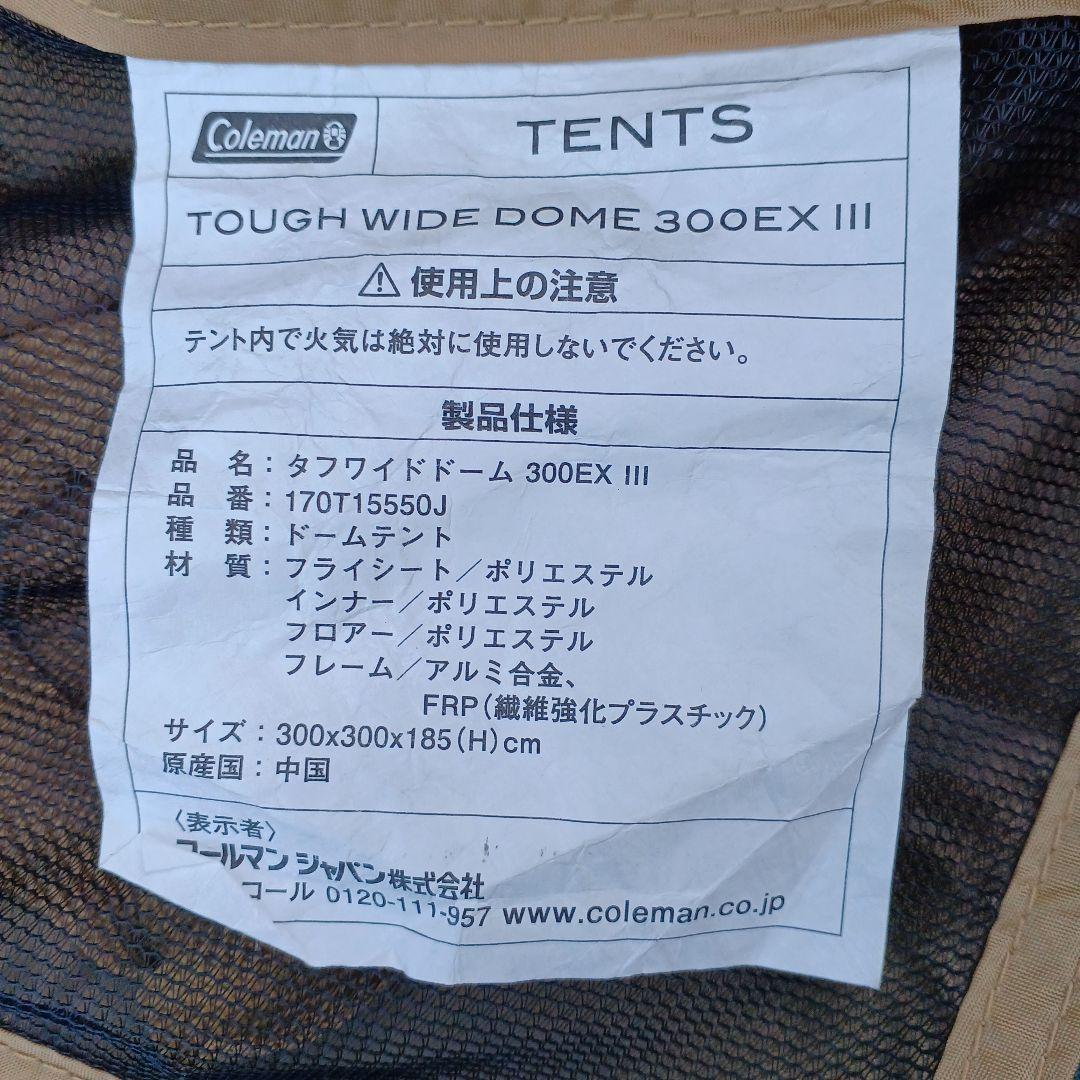 Coleman
TENTS
TOUGH WIDE DOME 300EX III
⚠使用上の注意
テント内で火気は絶対に使用しないでください。
製品仕様
品 名：タフワイドドーム 300EX III
品 番：170T15550J
種 類：ドームテント
材 質：フライシート／ポリエステル
インナー／ポリエステル
フロアー／ポリエステル
フレーム／アルミ合金、
FRP（繊維強化プラスチック）
サイズ：300x300x185(H)cm
原産国：中国
〈表示者〉
コールマン ジャパン株式会社
コール 0120-111-957 www.coleman.co.jp